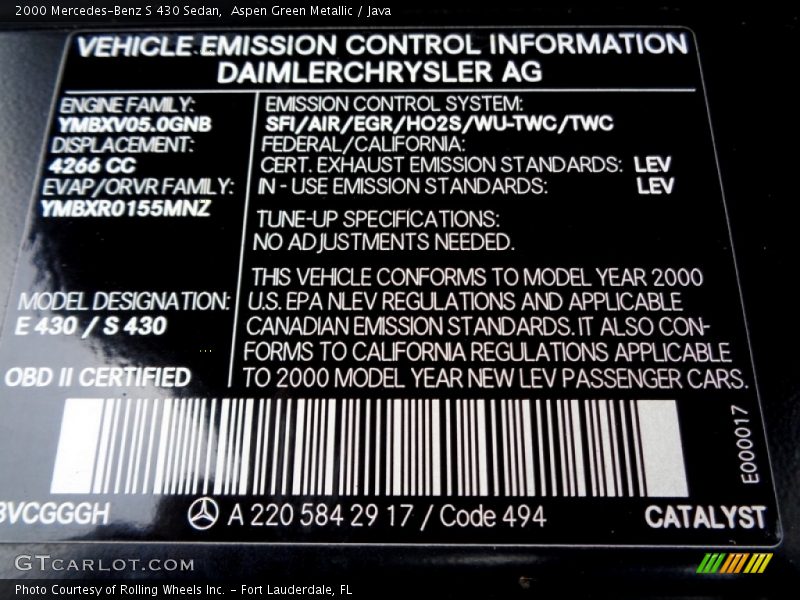 2000 Mercedes-Benz S 430 Sedan,  Aspen Green Metallic / Java
VEHICLE EMISSION CONTROL INFORMATION
DAIMLERCHRYSLER AG
ENGINE FAMILY:
YMBXV05.0GNB
DISPLACEMENT:
4266 CC
EVAP/ORVR FAMILY:
YMBXR0155MNZ
MODEL DESIGNATION:
E 430 / S 430
OBD II CERTIFIED
EMISSION CONTROL SYSTEM:
SFI/AIR/EGR/HO2S/WU-TWC/TWC
FEDERAL/CALIFORNIA:
CERT. EXHAUST EMISSION STANDARDS: LEV
IN - USE EMISSION STANDARDS: LEV
TUNE-UP SPECIFICATIONS:
NO ADJUSTMENTS NEEDED.
THIS VEHICLE CONFORMS TO MODEL YEAR 2000
U.S. EPA NLEV REGULATIONS AND APPLICABLE
CANADIAN EMISSION STANDARDS. IT ALSO CON-
FORMS TO CALIFORNIA REGULATIONS APPLICABLE
TO 2000 MODEL YEAR NEW LEV PASSENGER CARS.
E000017
VCGGGH
A 220 584 29 17 / Code 494
CATALYST
GTCARLOT.COM
Photo Courtesy of Rolling Wheels Inc. - Fort Lauderdale, FL